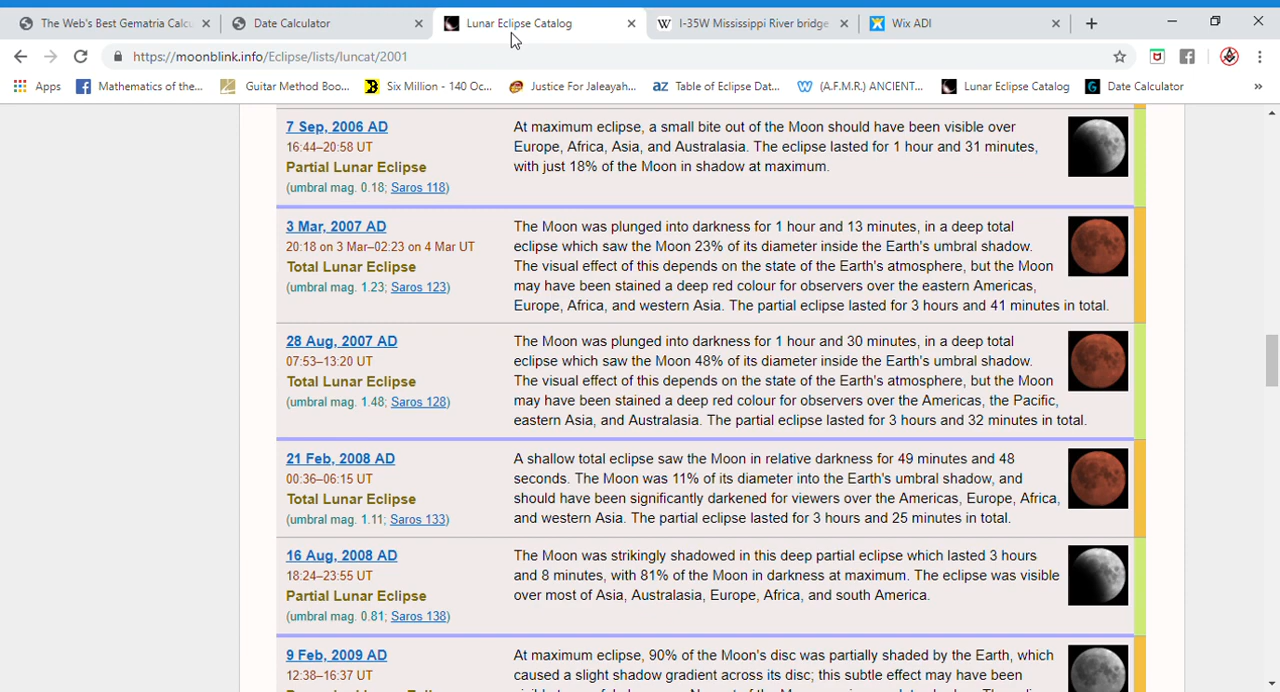 The Web's Best Gematria Calcu
Date Calculator
Lunar Eclipse Catalog
I-35W Mississippi River bridge
Wix ADI
https://moonblink.info/Eclipse/lists/luncat/2001
Apps
Mathematics of the...
Guitar Method Boo...
Six Million - 140 Oc...
Justice For Jaleayah...
Table of Eclipse Dat...
(A.F.M.R.) ANCIENT...
Lunar Eclipse Catalog
Date Calculator
»
7 Sep, 2006 AD
16:44–20:58 UT
Partial Lunar Eclipse
(umbral mag. 0.18; Saros 118)
At maximum eclipse, a small bite out of the Moon should have been visible over
Europe, Africa, Asia, and Australasia. The eclipse lasted for 1 hour and 31 minutes,
with just 18% of the Moon in shadow at maximum.
3 Mar, 2007 AD
20:18 on 3 Mar–02:23 on 4 Mar UT
Total Lunar Eclipse
(umbral mag. 1.23; Saros 123)
The Moon was plunged into darkness for 1 hour and 13 minutes, in a deep total
eclipse which saw the Moon 23% of its diameter inside the Earth's umbral shadow.
The visual effect of this depends on the state of the Earth's atmosphere, but the Moon
may have been stained a deep red colour for observers over the eastern Americas,
Europe, Africa, and western Asia. The partial eclipse lasted for 3 hours and 41 minutes in total.
28 Aug, 2007 AD
07:53–13:20 UT
Total Lunar Eclipse
(umbral mag. 1.48; Saros 128)
The Moon was plunged into darkness for 1 hour and 30 minutes, in a deep total
eclipse which saw the Moon 48% of its diameter inside the Earth's umbral shadow.
The visual effect of this depends on the state of the Earth's atmosphere, but the Moon
may have been stained a deep red colour for observers over the Americas, the Pacific,
eastern Asia, and Australasia. The partial eclipse lasted for 3 hours and 32 minutes in total.
21 Feb, 2008 AD
00:36–06:15 UT
Total Lunar Eclipse
(umbral mag. 1.11; Saros 133)
A shallow total eclipse saw the Moon in relative darkness for 49 minutes and 48
seconds. The Moon was 11% of its diameter into the Earth's umbral shadow, and
should have been significantly darkened for viewers over the Americas, Europe, Africa,
and western Asia. The partial eclipse lasted for 3 hours and 25 minutes in total.
16 Aug, 2008 AD
18:24–23:55 UT
Partial Lunar Eclipse
(umbral mag. 0.81; Saros 138)
The Moon was strikingly shadowed in this deep partial eclipse which lasted 3 hours
and 8 minutes, with 81% of the Moon in darkness at maximum. The eclipse was visible
over most of Asia, Australasia, Europe, Africa, and south America.
9 Feb, 2009 AD
12:38–16:37 UT
At maximum eclipse, 90% of the Moon's disc was partially shaded by the Earth, which
caused a slight shadow gradient across its disc; this subtle effect may have been